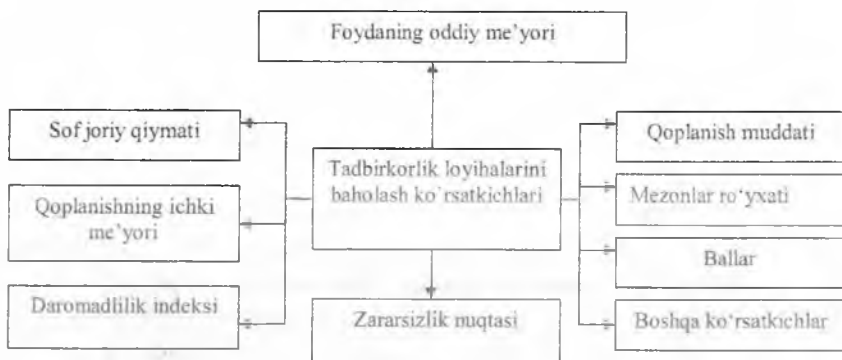 Foydaning oddiy me’yori
Sof joriy qiymati
Qoplanishning ichki
me’yori
Daromadlilik indeksi
Tadbirkorlik loyihalarini
baholash ko‘rsatkichlari
Zararsizlik nuqtasi
Qoplanish muddati
Mezonlar ro‘yxati
Ballar
Boshqa ko‘rsatkichlar